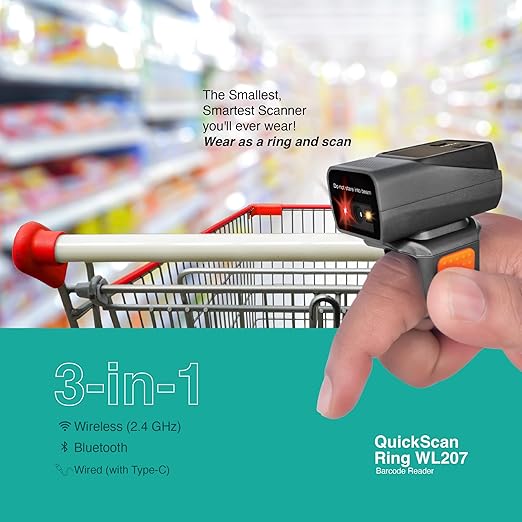 The Smallest,
Smartest Scanner
you'll ever wear!
Wear as a ring and scan
Do not stare into beam
3-in-1
Wireless (2.4 GHz)
Bluetooth
Wired (with Type-C)
QuickScan
Ring WL207
Barcode Reader